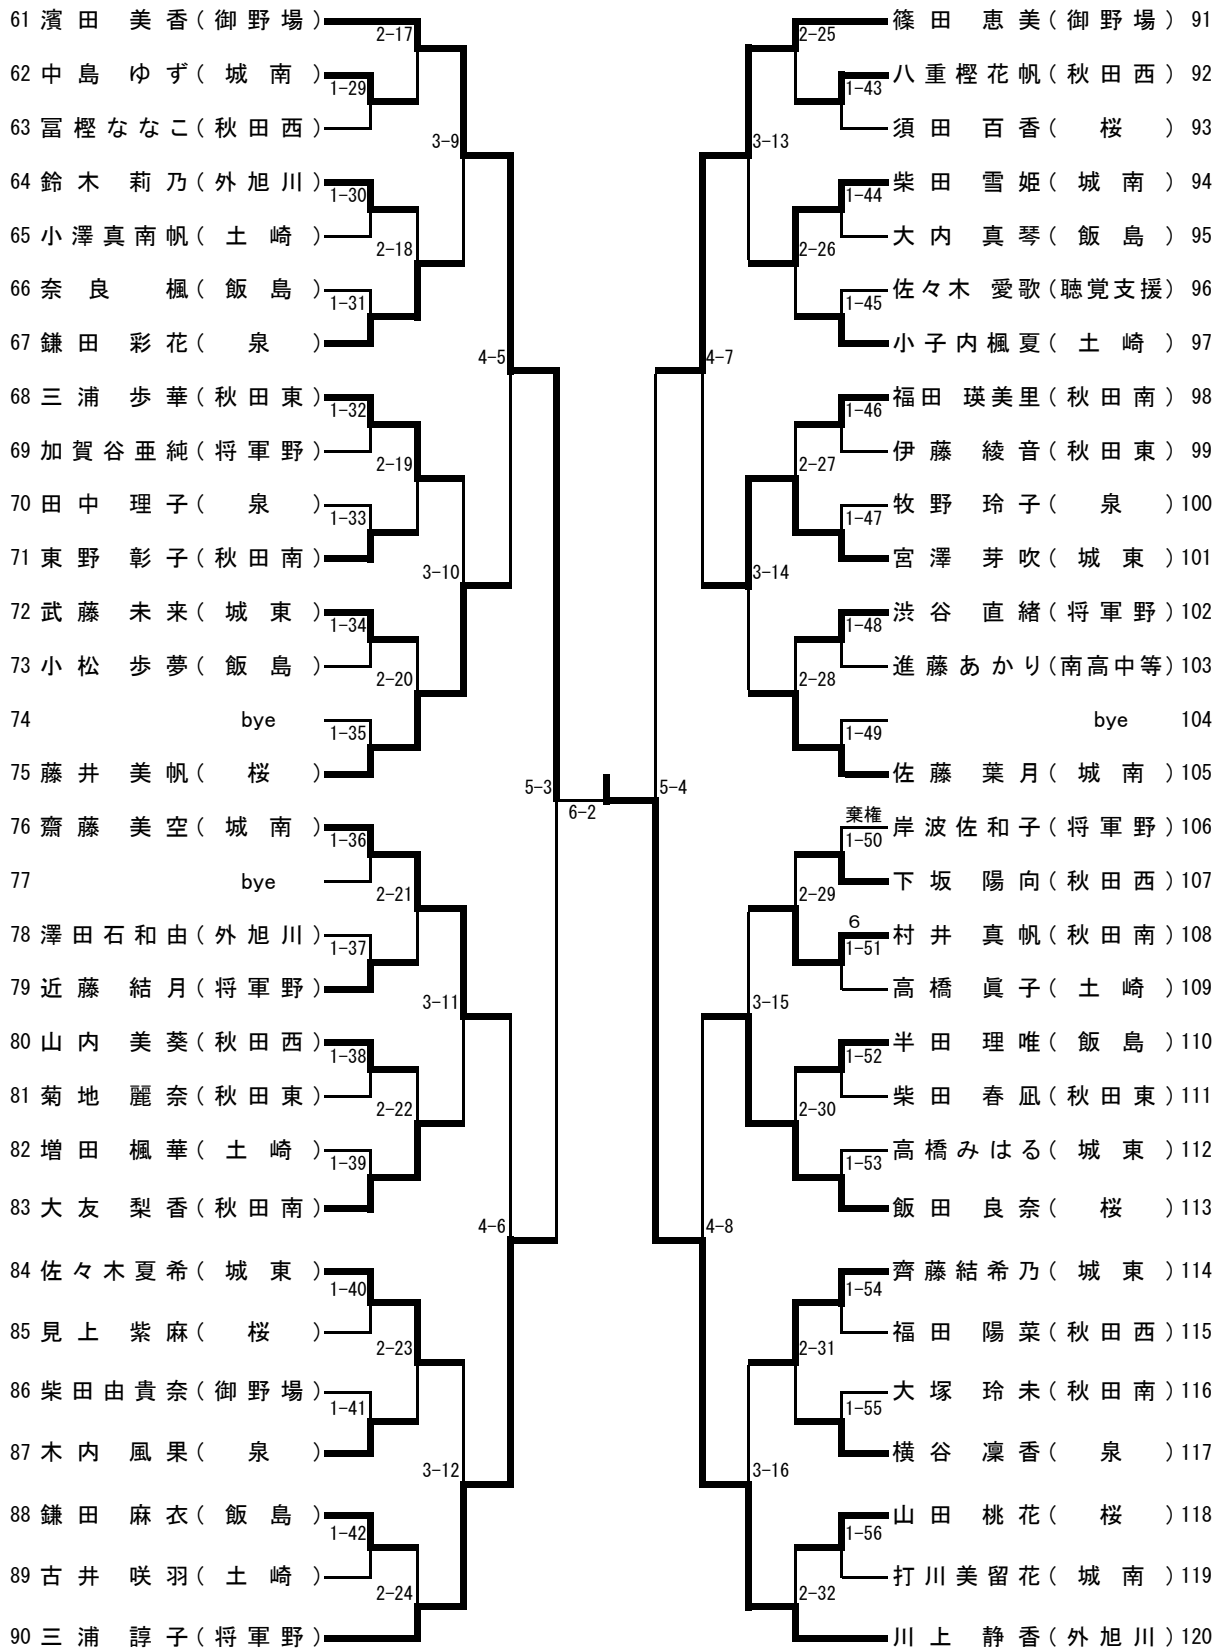 61 濱田 美香(御野場)
2-17
62 中島 ゆず(城南)
1-29
63 冨樫ななこ(秋田西)
3-9
64 鈴木 莉乃(外旭川)
1-30
65 小澤真南帆(土崎)
2-18
66 奈良 楓(飯島)
1-31
67 鎌田 彩花(泉)
4-5
68 三浦 歩華(秋田東)
1-32
69 加賀谷亜純(将軍野)
2-19
70 田中 理子(泉)
1-33
71 東野 彰子(秋田南)
3-10
72 武藤 未来(城東)
1-34
73 小松 歩夢(飯島)
2-20
74 bye
1-35
75 藤井 美帆(桜)
5-3
6-2
76 齋藤 美空(城南)
1-36
77 bye
2-21
78 澤田石和由(外旭川)
1-37
79 近藤 結月(将軍野)
3-11
80 山内 美葵(秋田西)
1-38
81 菊地 麗奈(秋田東)
2-22
82 増田 楓華(土崎)
1-39
83 大友 梨香(秋田南)
4-6
84 佐々木夏希(城東)
1-40
85 見上 紫麻(桜)
2-23
86 柴田由貴奈(御野場)
1-41
87 木内 風果(泉)
3-12
88 鎌田 麻衣(飯島)
1-42
89 古井 咲羽(土崎)
2-24
90 三浦 諄子(将軍野)
篠田 恵美(御野場) 91
2-25
八重樫花帆(秋田西) 92
1-43
須田 百香(桜) 93
3-13
柴田 雪姫(城南) 94
1-44
大内 真琴(飯島) 95
2-26
佐々木 愛歌(聴覚支援) 96
1-45
小子内楓夏(土崎) 97
4-7
福田 瑛美里(秋田南) 98
1-46
伊藤 綾音(秋田東) 99
2-27
牧野 玲子(泉) 100
1-47
宮澤 芽吹(城東) 101
3-14
渋谷 直緒(将軍野) 102
1-48
進藤あかり(南高中等) 103
2-28
bye 104
1-49
佐藤 葉月(城南) 105
5-4
棄権
岸波佐和子(将軍野) 106
1-50
下坂 陽向(秋田西) 107
2-29
6
村井 真帆(秋田南) 108
1-51
高橋 眞子(土崎) 109
3-15
半田 理唯(飯島) 110
1-52
柴田 春凪(秋田東) 111
2-30
高橋みはる(城東) 112
1-53
飯田 良奈(桜) 113
4-8
齊藤結希乃(城東) 114
1-54
福田 陽菜(秋田西) 115
2-31
大塚 玲未(秋田南) 116
1-55
横谷 凜香(泉) 117
3-16
山田 桃花(桜) 118
1-56
打川美留花(城南) 119
2-32
川上 静香(外旭川) 120